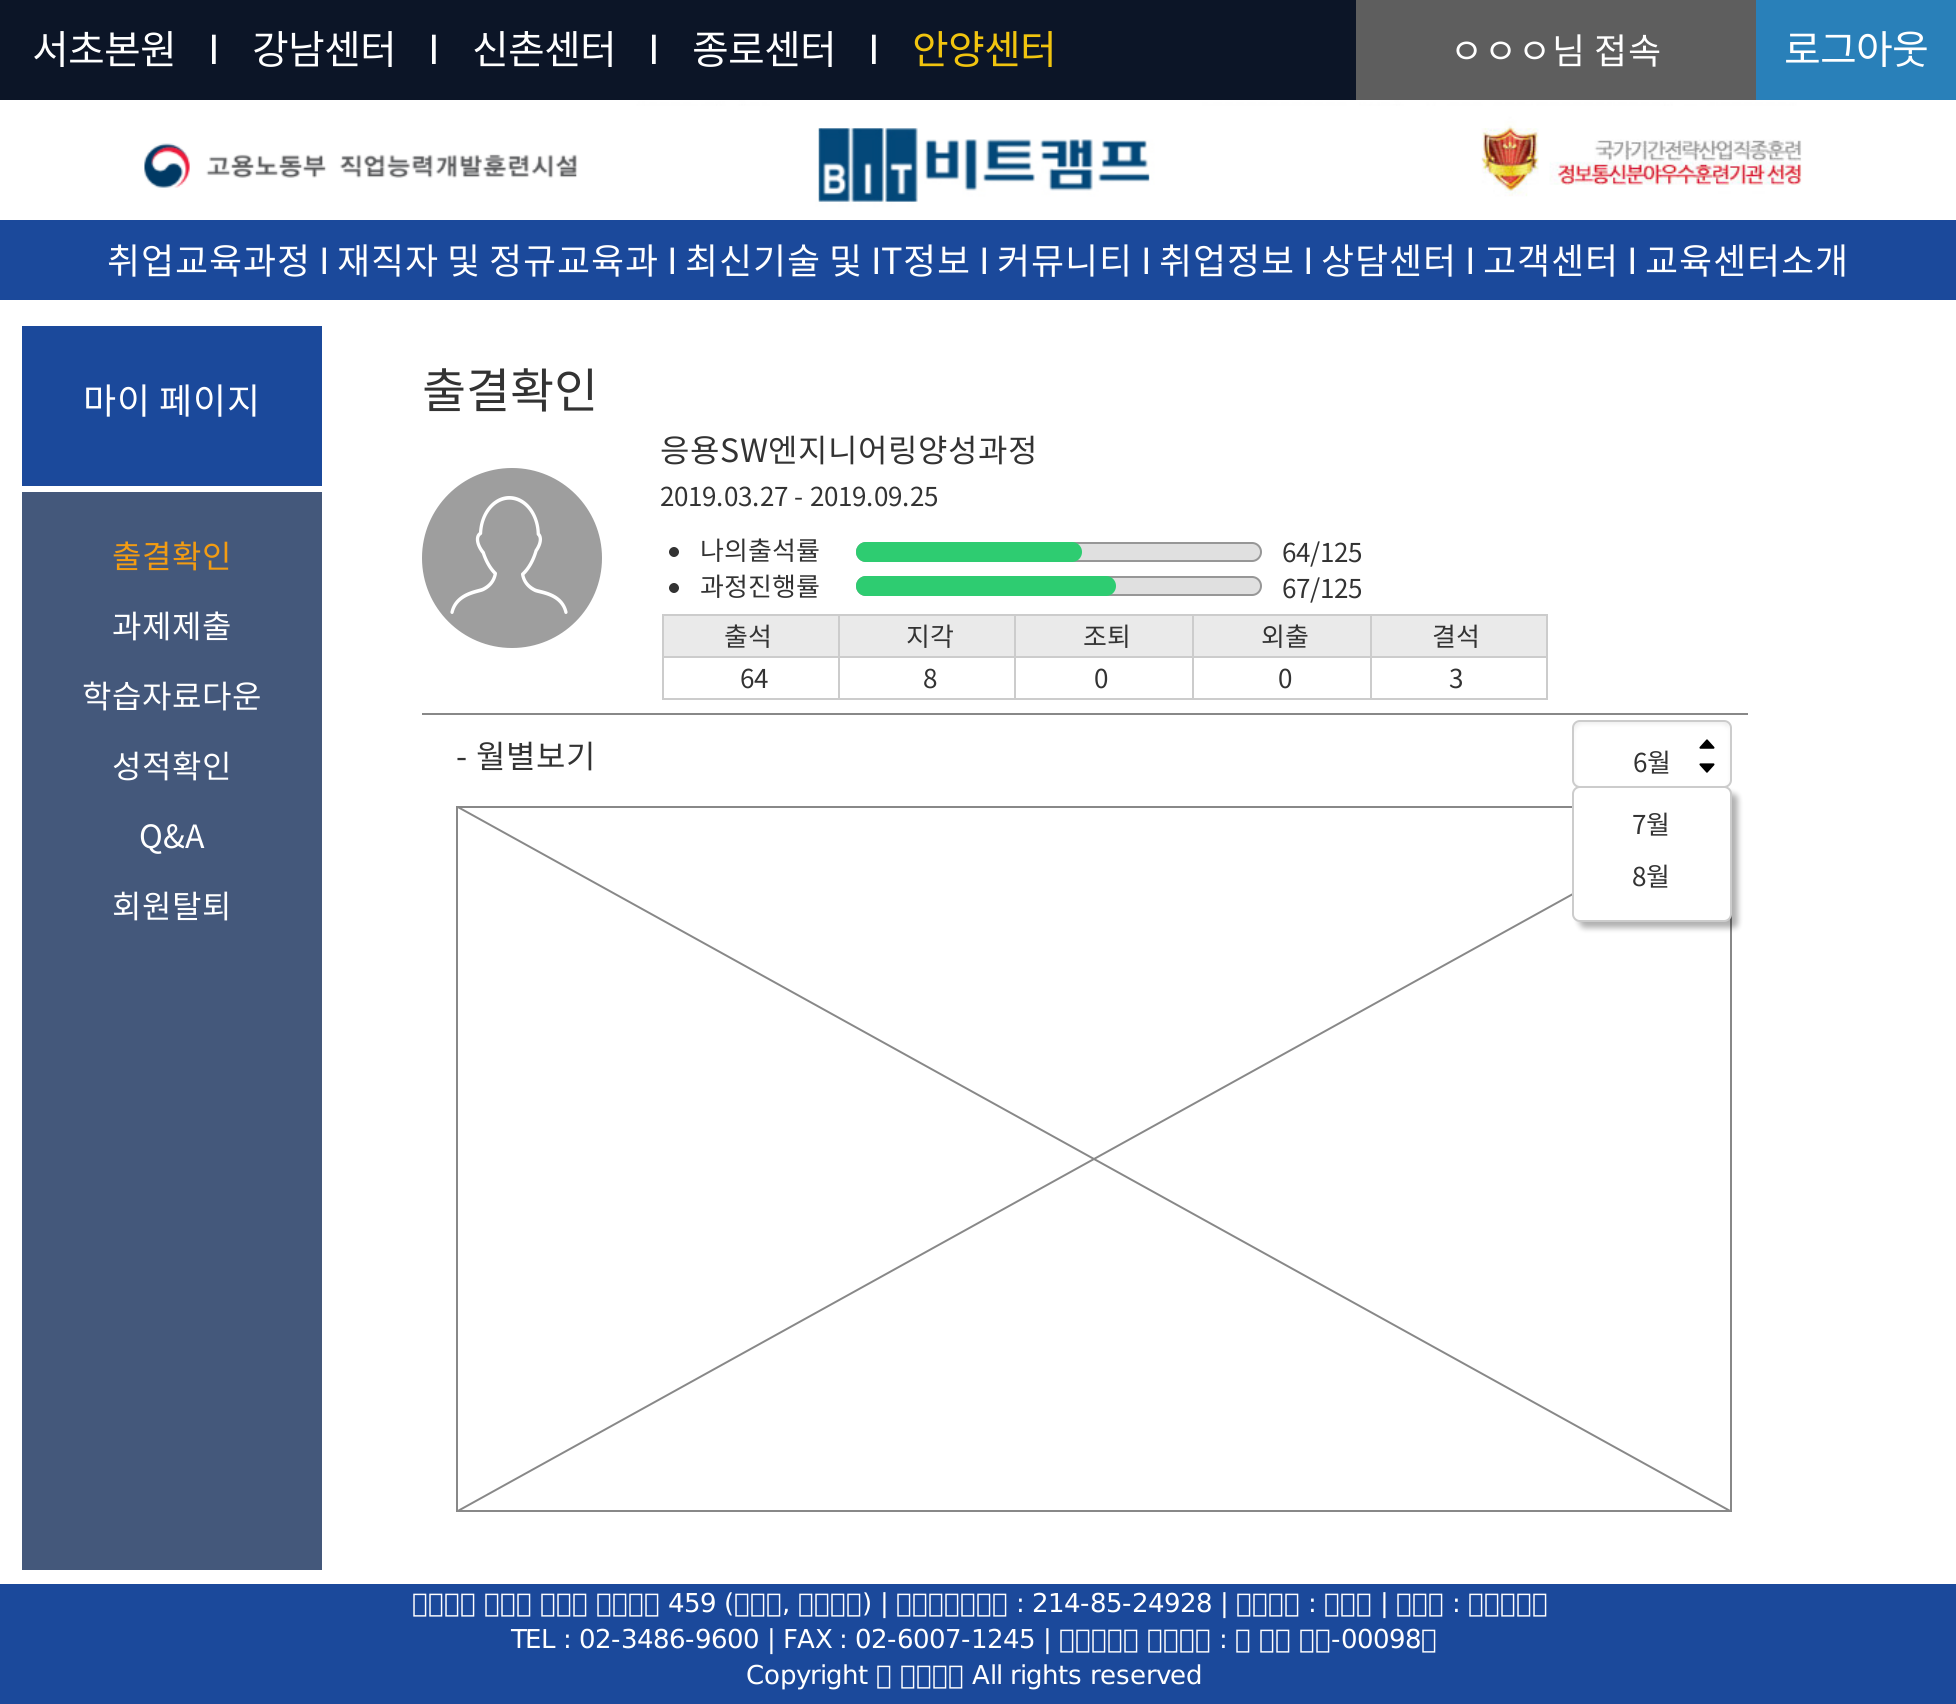 서초본원 I 강남센터 I 신촌센터 I 종로센터 I 안양센터
ㅇㅇㅇ님 접속
로그아웃
고용노동부 직업능력개발훈련시설
BIT 비트캠프
국가기간전략산업직종훈련
정보통신분야우수훈련기관 선정
취업교육과정 I 재직자 및 정규교육과 I 최신기술 및 IT정보 I 커뮤니티 I 취업정보 I 상담센터 I 고객센터 I 교육센터소개
마이 페이지
출결확인
과제제출
학습자료다운
성적확인
Q&A
회원탈퇴
출결확인
응용SW엔지니어링양성과정
2019.03.27 - 2019.09.25
• 나의출석률 64/125
• 과정진행률 67/125
출석 지각 조퇴 외출 결석
64 8 0 0 3
- 월별보기
6월
7월
8월
459 ( , ) | : 214-85-24928 | : | :
TEL : 02-3486-9600 | FAX : 02-6007-1245 | : -00098
Copyright All rights reserved